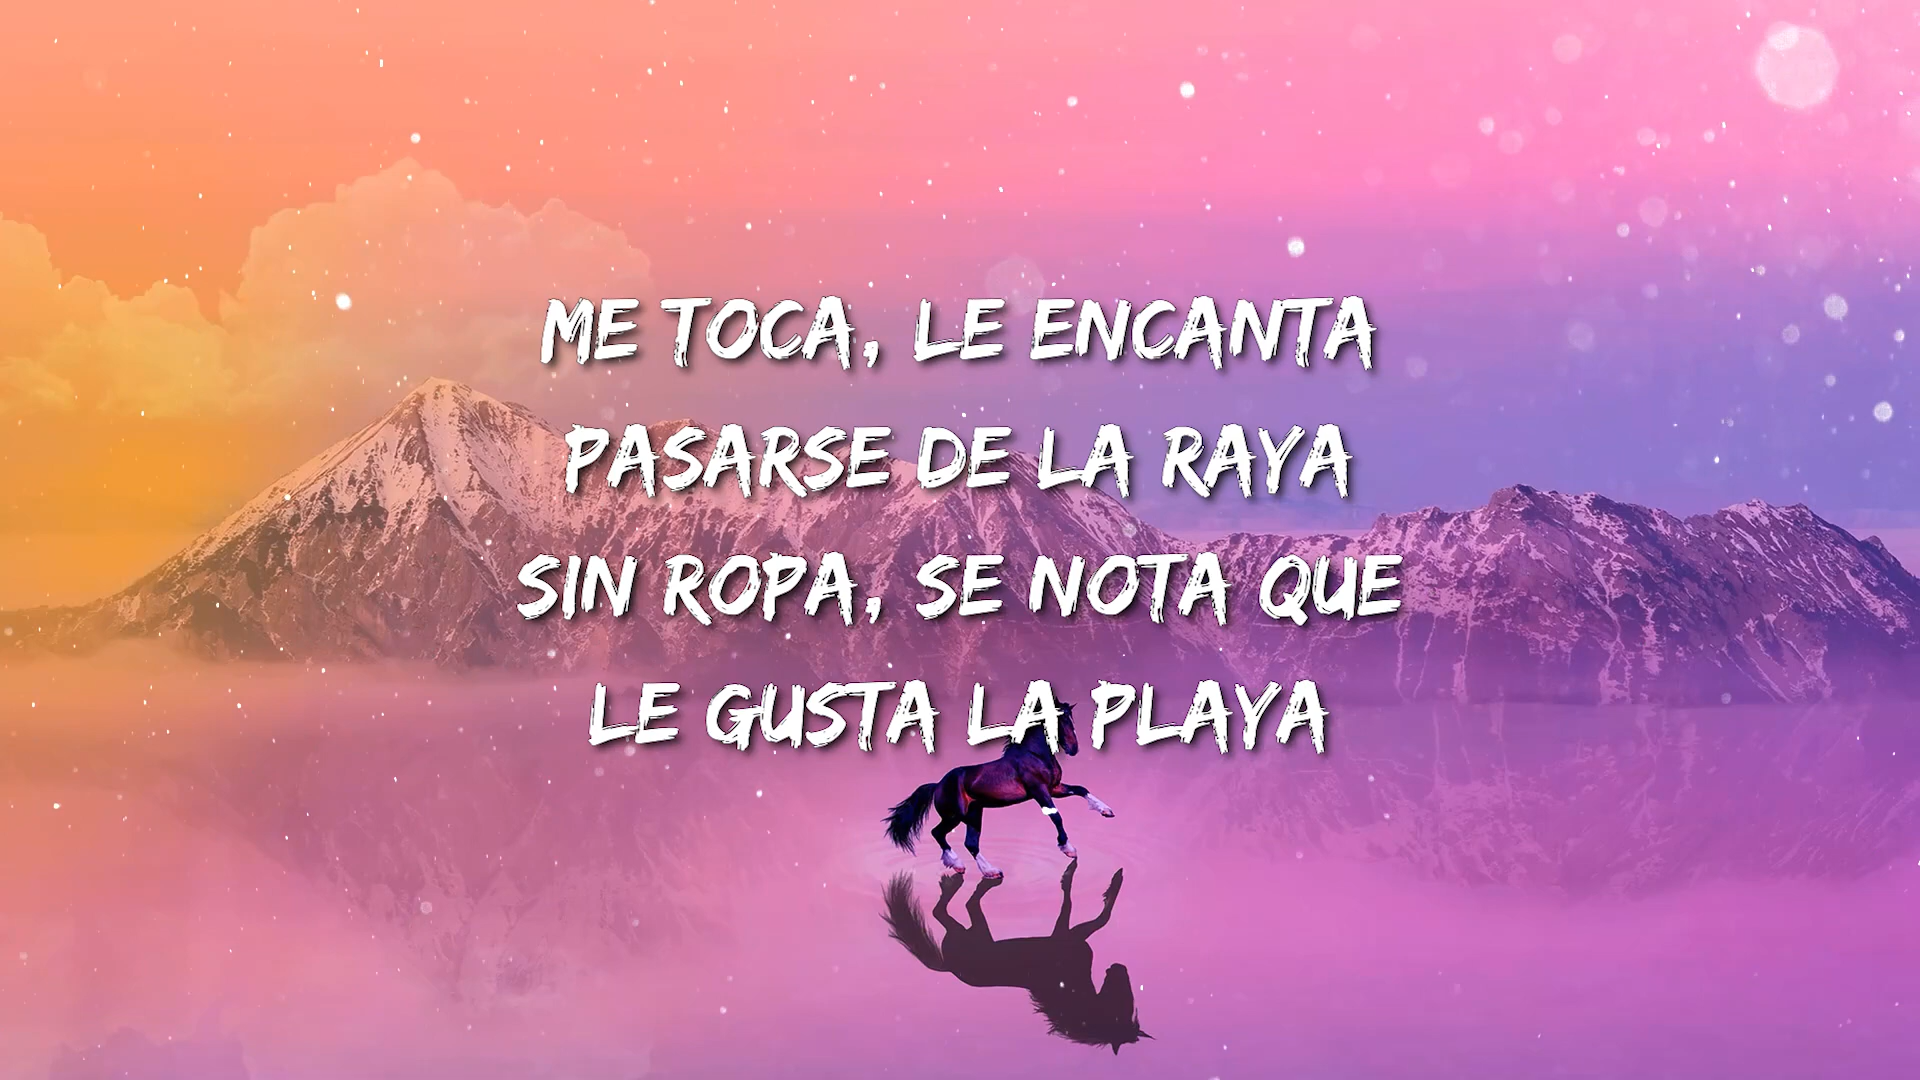 ME TOCA, LE ENCANTA
PASARSE DE LA RAYA
SIN ROPA, SE NOTA QUE
LE GUSTA LA PLAYA